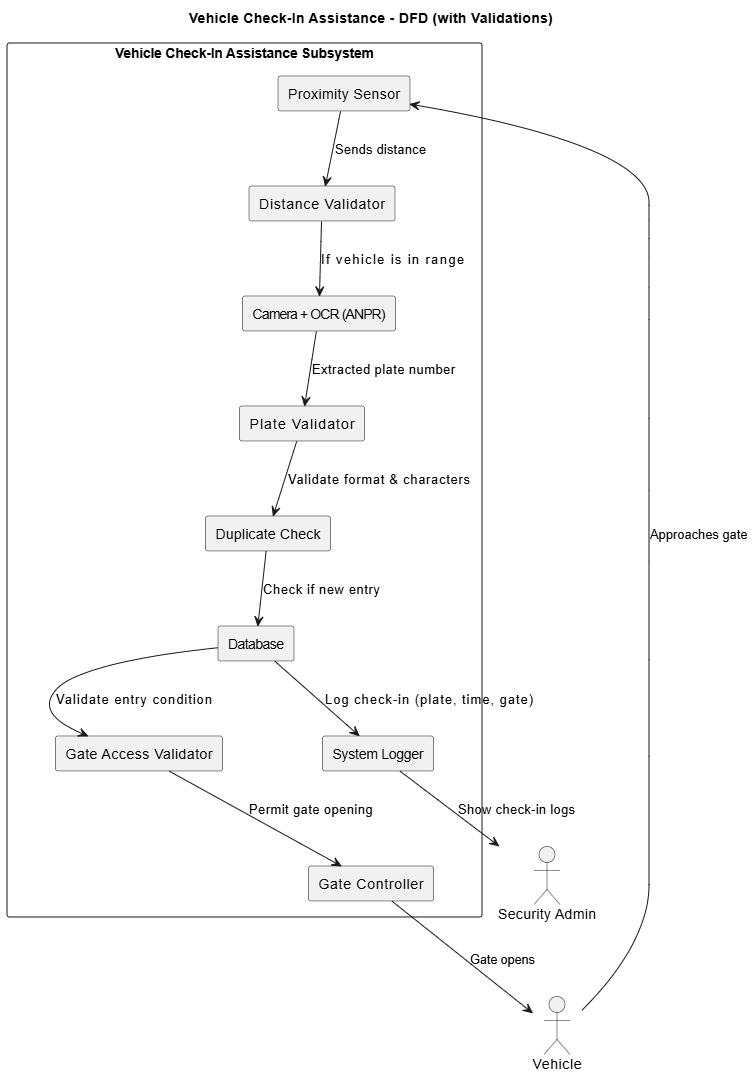 Vehicle Check-In Assistance - DFD (with Validations)
Vehicle Check-In Assistance Subsystem
Proximity Sensor
Sends distance
Distance Validator
If vehicle is in range
Camera + OCR (ANPR)
Extracted plate number
Plate Validator
Validate format & characters
Duplicate Check
Approaches gate
Check if new entry
Database
Validate entry condition
Log check-in (plate, time, gate)
Gate Access Validator
System Logger
Permit gate opening
Show check-in logs
Gate Controller
Security Admin
Gate opens
Vehicle